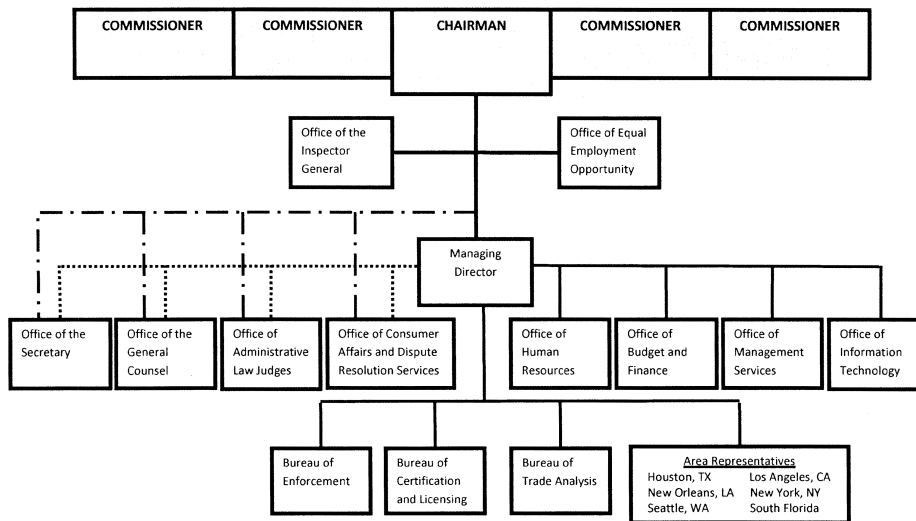 COMMISSIONER
COMMISSIONER
CHAIRMAN
COMMISSIONER
COMMISSIONER
Office of the
Inspector
General
Office of Equal
Employment
Opportunity
Managing
Director
Office of the
Secretary
Office of the
General
Counsel
Office of
Administrative
Law Judges
Office of Consumer
Affairs and Dispute
Resolution Services
Office of
Human
Resources
Office of
Budget and
Finance
Office of
Management
Services
Office of
Information
Technology
Bureau of
Enforcement
Bureau of
Certification
and Licensing
Bureau of
Trade Analysis
Area Representatives
Houston, TX Los Angeles, CA
New Orleans, LA New York, NY
Seattle, WA South Florida